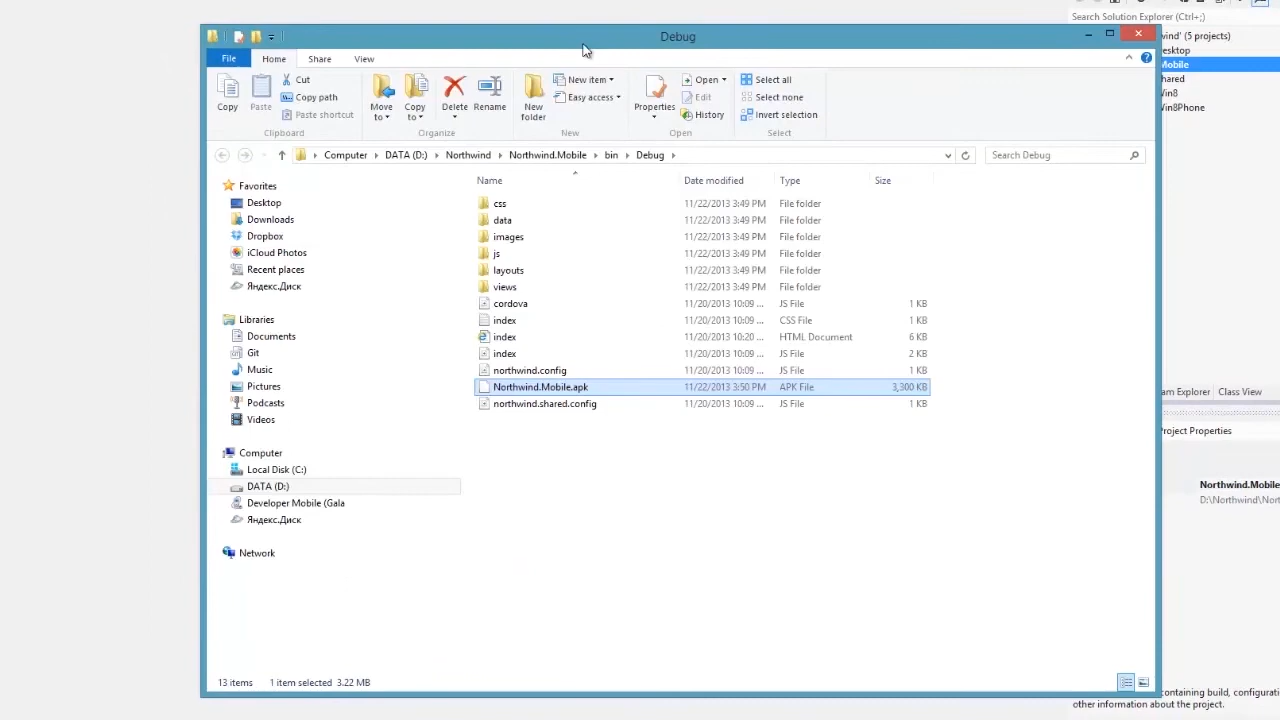 Search Solution Explorer (Ctrl+;)
Debug
wind' (5 projects)
esktop
Mobile
hared
Win8
Win8Phone
File Home Share View
Copy
Paste
Cut
Copy path
Paste shortcut
Clipboard
Move to
Copy to
Delete
Rename
Organize
New folder
New item
Easy access
New
Properties
Open
Edit
History
Open
Select all
Select none
Invert selection
Select
Computer DATA (D:) Northwind Northwind.Mobile bin Debug
Search Debug
Favorites
Desktop
Downloads
Dropbox
iCloud Photos
Recent places
Яндекс.Диск
Libraries
Documents
Git
Music
Pictures
Podcasts
Videos
Computer
Local Disk (C:)
DATA (D:)
Developer Mobile (Gala
Яндекс.Диск
Network
Name Date modified Type Size
css 11/22/2013 3:49 PM File folder
data 11/22/2013 3:49 PM File folder
images 11/22/2013 3:49 PM File folder
js 11/22/2013 3:49 PM File folder
layouts 11/22/2013 3:49 PM File folder
views 11/22/2013 3:49 PM File folder
cordova 11/20/2013 10:09 ... JS File 1 KB
index 11/20/2013 10:09 ... CSS File 1 KB
index 11/20/2013 10:20 ... HTML Document 6 KB
index 11/20/2013 10:09 ... JS File 2 KB
northwind.config 11/20/2013 10:09 ... JS File 1 KB
Northwind.Mobile.apk 11/22/2013 3:50 PM APK File 3,300 KB
northwind.shared.config 11/20/2013 10:09 ... JS File 1 KB
13 items 1 item selected 3.22 MB
am Explorer Class View
roject Properties
Northwind.Mobile
D:\Northwind\Nort
containing build, configuratio
other information about the project.